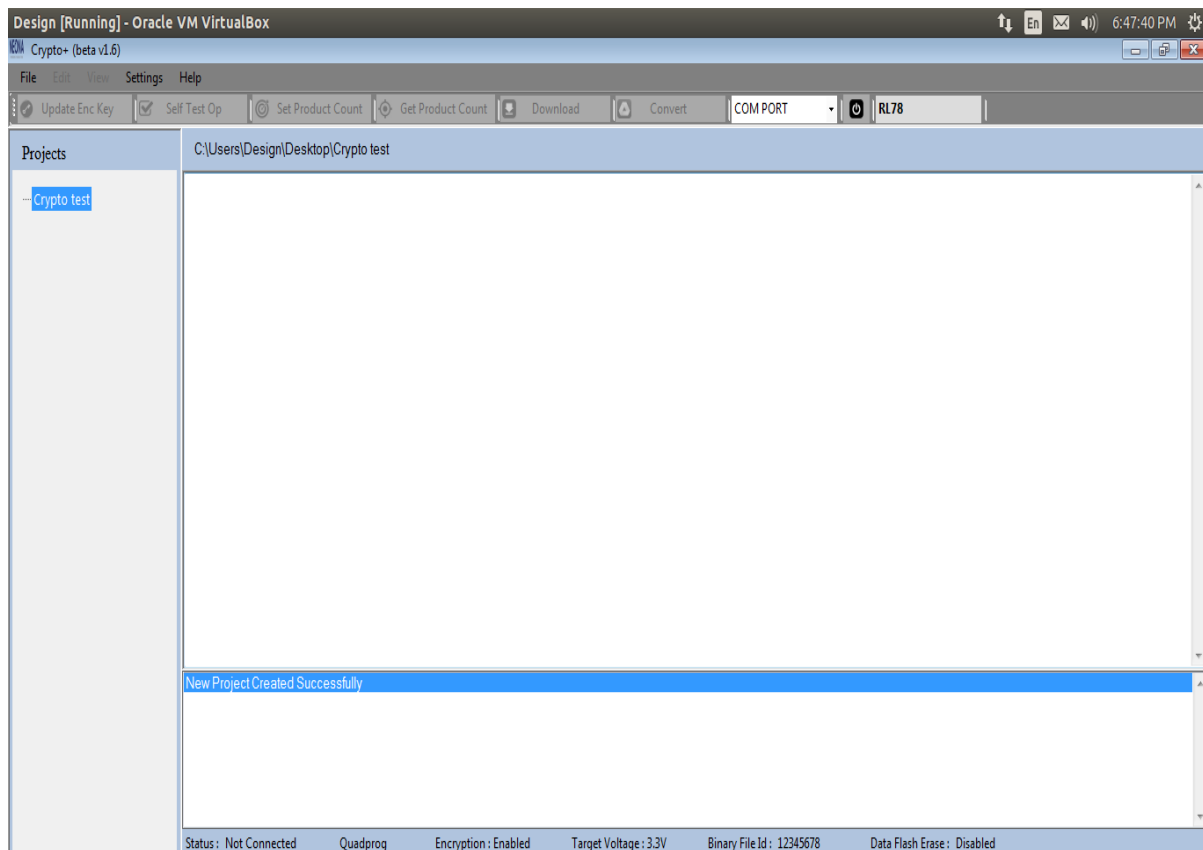 Design [Running] - Oracle VM VirtualBox En 6:47:40 PM
NEONA Crypto+ (beta v1.6)
File Edit View Settings Help
Update Enc Key Self Test Op Set Product Count Get Product Count Download Convert COM PORT RL78
Projects C:\Users\Design\Desktop\Crypto test
Crypto test
New Project Created Successfully
Status : Not Connected Quadprog Encryption : Enabled Target Voltage : 3.3V Binary File Id : 12345678 Data Flash Erase : Disabled